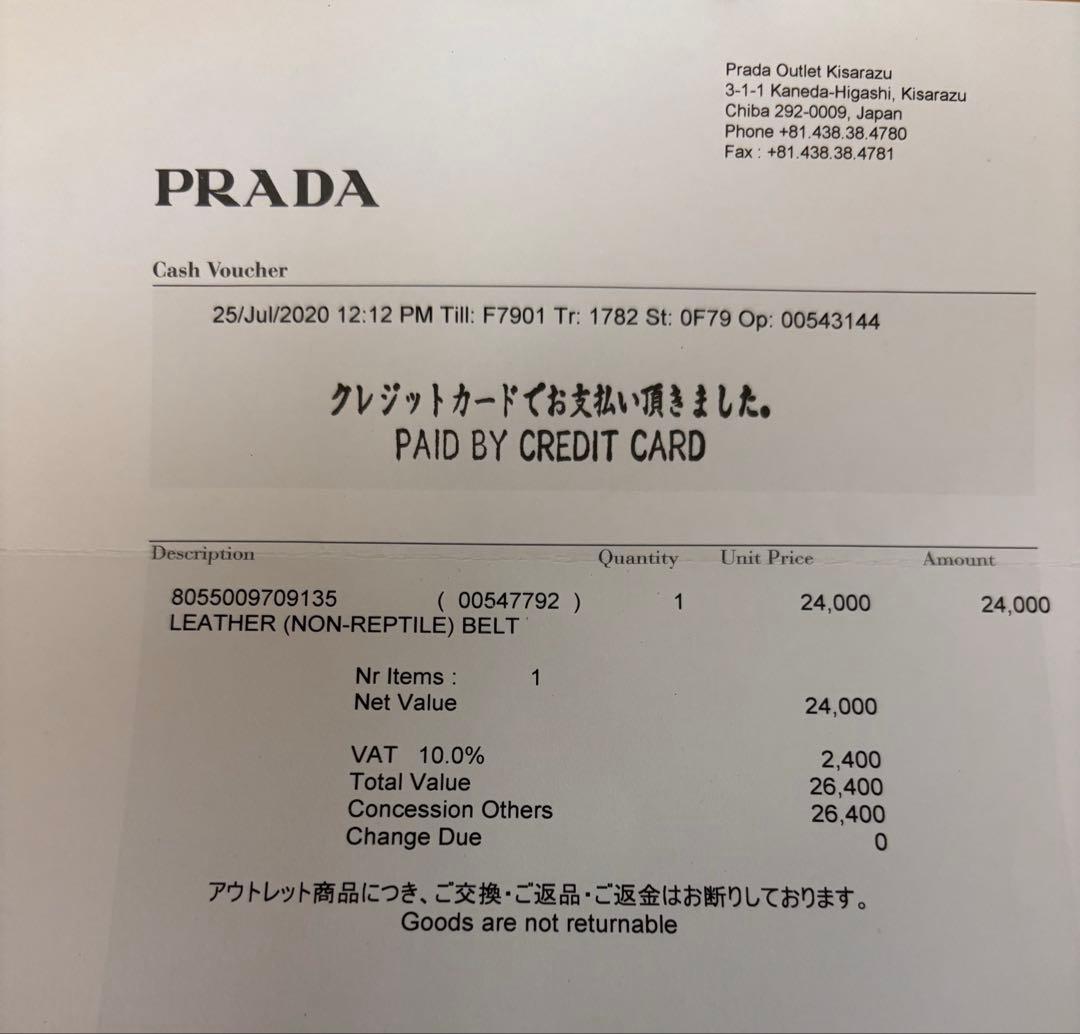 Prada Outlet Kisarazu
3-1-1 Kaneda-Higashi, Kisarazu
Chiba 292-0009, Japan
Phone +81.438.38.4780
Fax : +81.438.38.4781
PRADA
Cash Voucher
25/Jul/2020 12:12 PM Till: F7901 Tr: 1782 St: 0F79 Op: 00543144
クレジットカードでお支払い頂きました。
PAID BY CREDIT CARD
Description Quantity Unit Price Amount
8055009709135 ( 00547792 ) 1 24,000 24,000
LEATHER (NON-REPTILE) BELT
Nr Items : 1
Net Value 24,000
VAT 10.0% 2,400
Total Value 26,400
Concession Others 26,400
Change Due 0
アウトレット商品につき、ご交換・ご返品・ご返金はお断りしております。
Goods are not returnable